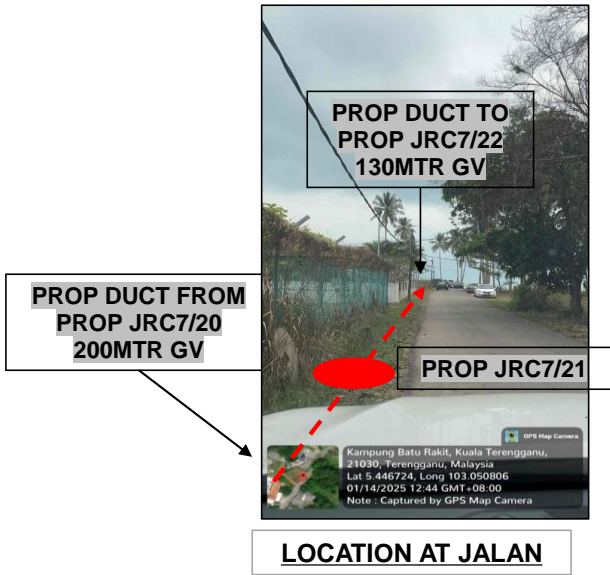 PROP DUCT TO
PROP JRC7/22
130MTR GV
PROP DUCT FROM
PROP JRC7/20
200MTR GV
PROP JRC7/21
GPS Map Camera
Kampung Batu Rakit, Kuala Terengganu,
21030, Terengganu, Malaysia
Lat 5.446724, Long 103.050806
01/14/2025 12:44 GMT+08:00
Note : Captured by GPS Map Camera
LOCATION AT JALAN